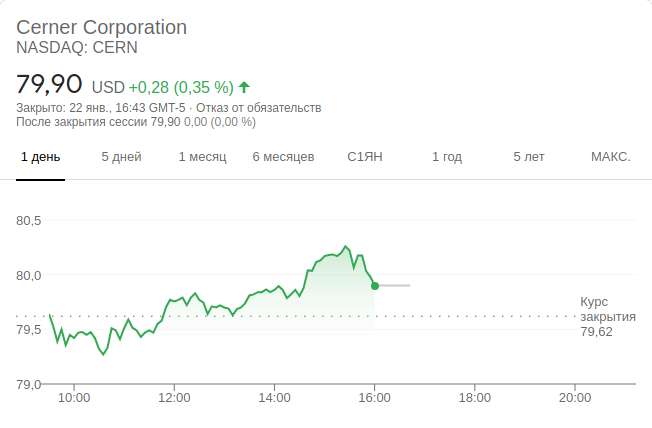 Cerner Corporation
NASDAQ: CERN
79,90 USD +0,28 (0,35 %)
Закрыто: 22 янв., 16:43 GMT-5 · Отказ от обязательств
После закрытия сессии 79,90 0,00 (0,00 %)
1 день 5 дней 1 месяц 6 месяцев С1ЯН 1 год 5 лет МАКС.
80,5
80,0
79,5
79,0
Курс
закрытия
79,62
10:00 12:00 14:00 16:00 18:00 20:00